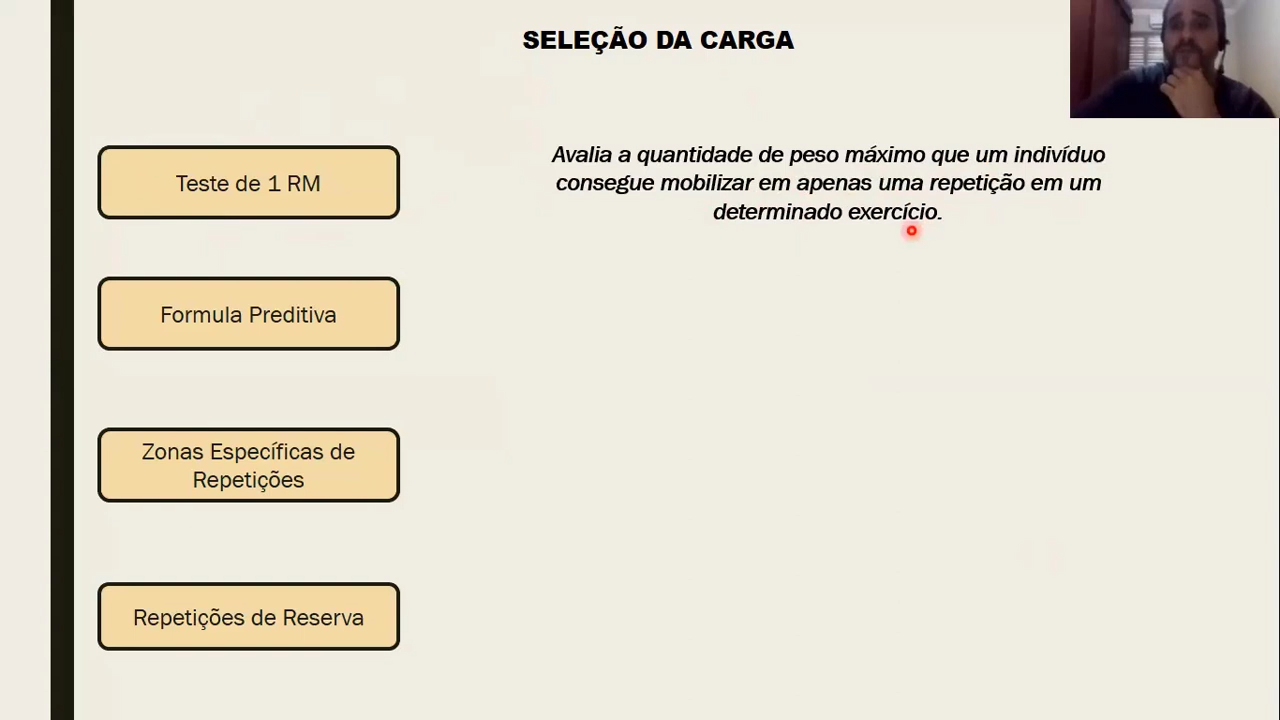 SELEÇÃO DA CARGA
Teste de 1 RM
Avalia a quantidade de peso máximo que um indivíduo
consegue mobilizar em apenas uma repetição em um
determinado exercício.
Formula Preditiva
Zonas Específicas de
Repetições
Repetições de Reserva